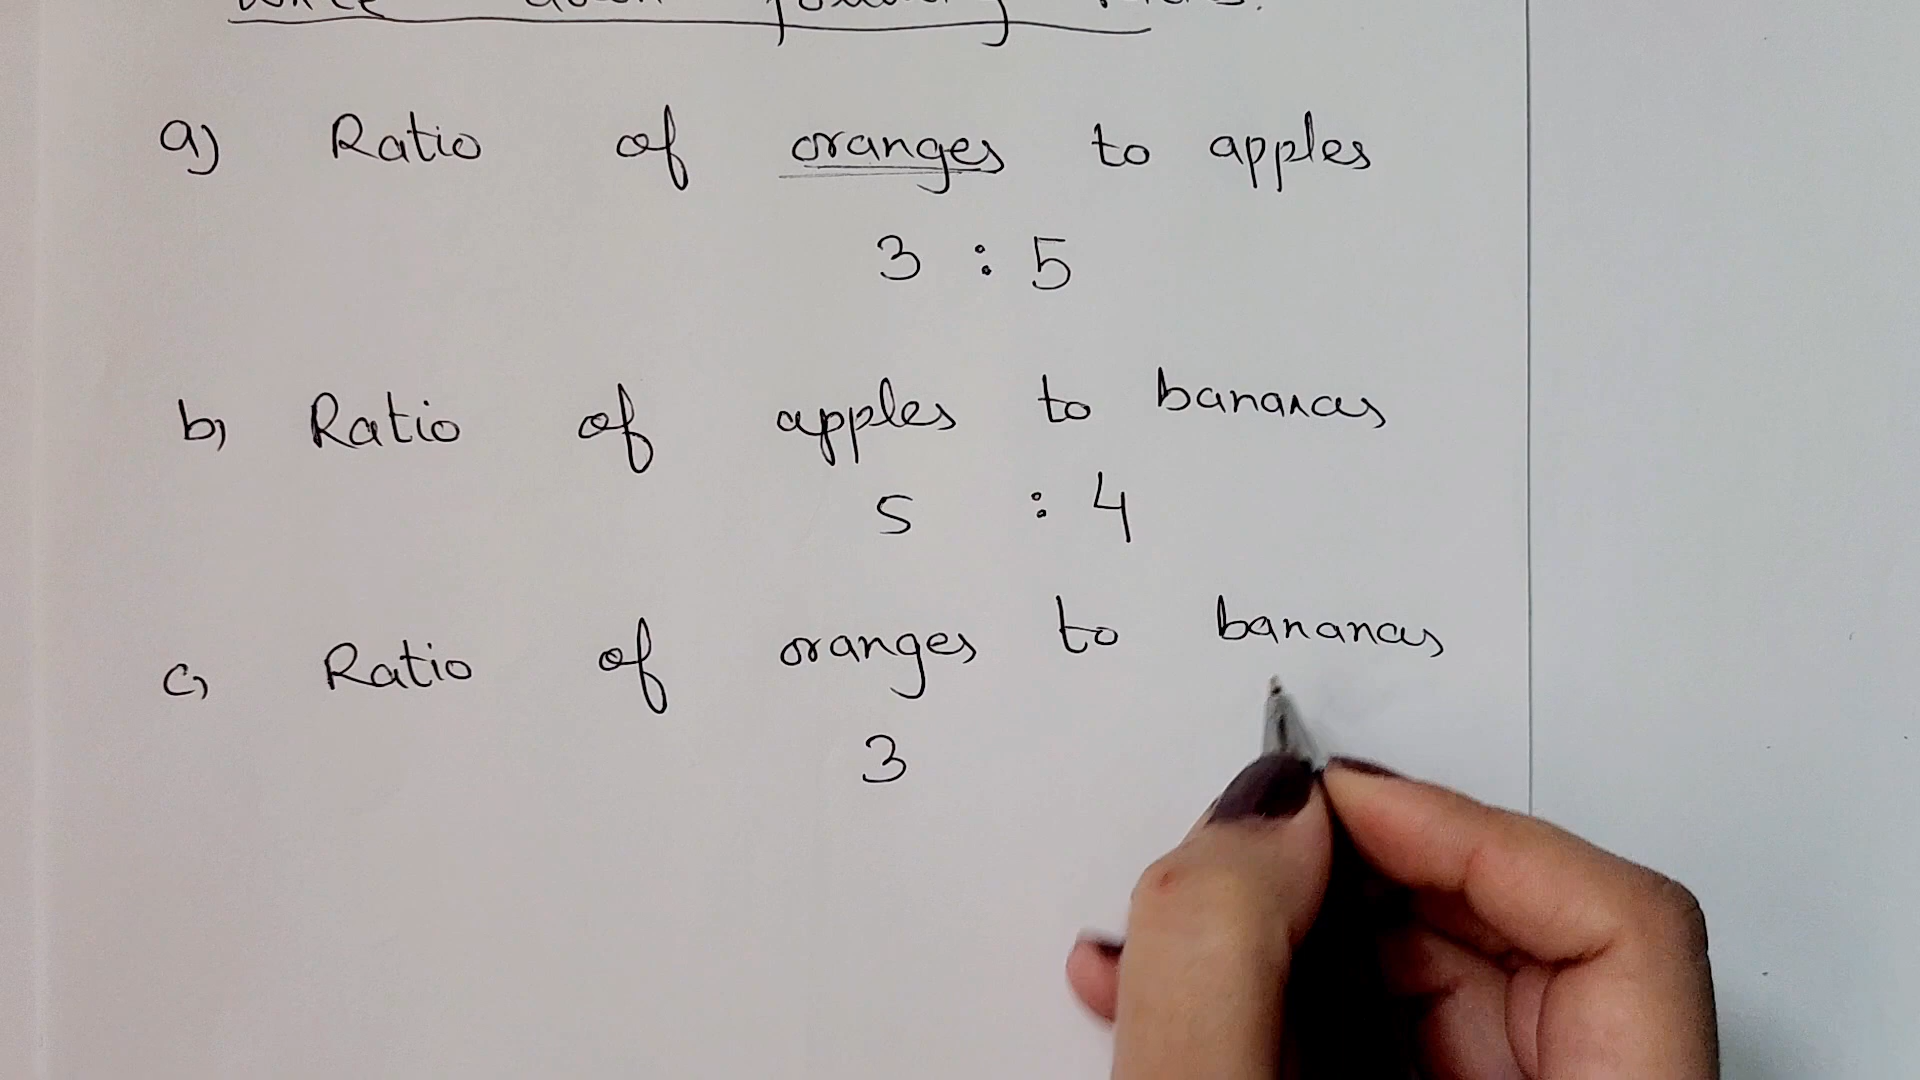 a) Ratio of oranges to apples
3 : 5
b) Ratio of apples to bananas
5 : 4
c) Ratio of oranges to bananas
3